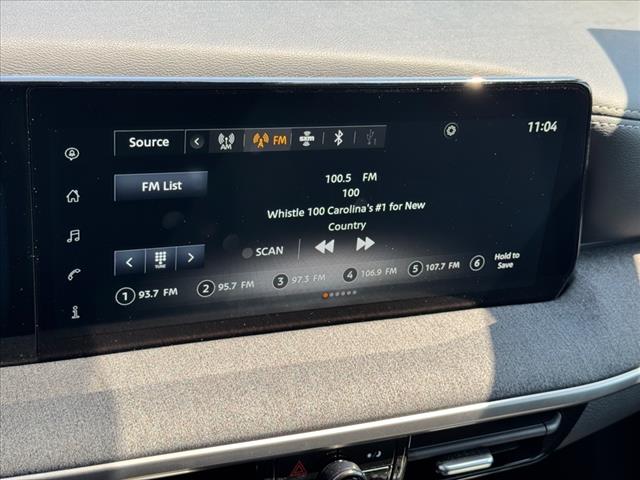 11:04
Source
AM
FM
sxm
FM List
100.5 FM
100
Whistle 100 Carolina's #1 for New
Country
TUNE
SCAN
1 93.7 FM
2 95.7 FM
3 97.3 FM
4 106.9 FM
5 107.7 FM
6 Hold to
Save